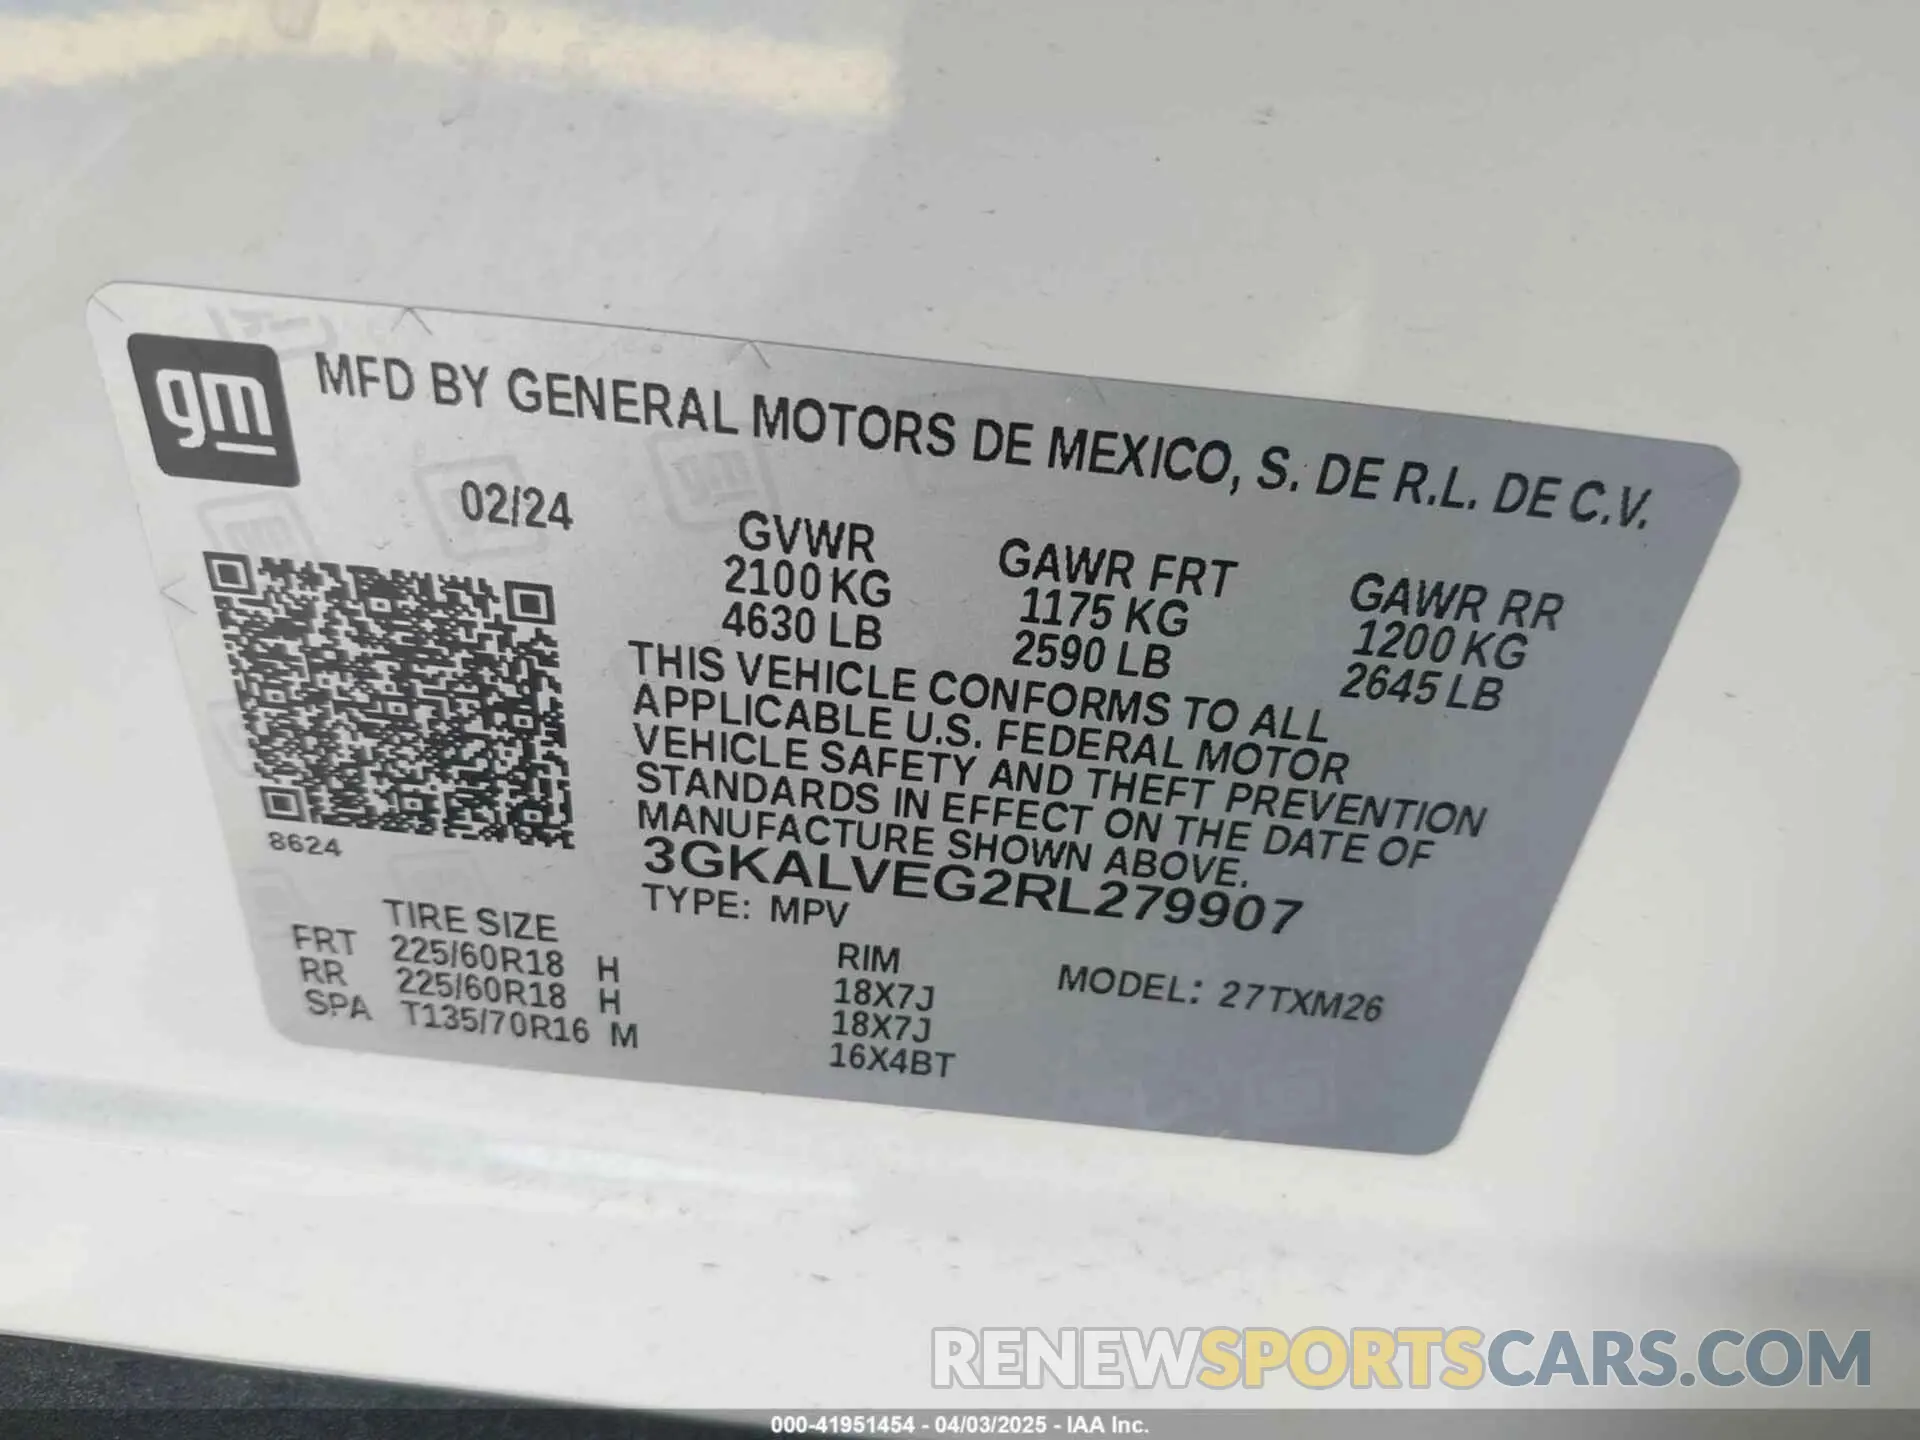 gm
MFD BY GENERAL MOTORS DE MEXICO, S. DE R.L. DE C.V.
02/24
GVWR GAWR FRT GAWR RR
2100 KG 1175 KG 1200 KG
4630 LB 2590 LB 2645 LB
THIS VEHICLE CONFORMS TO ALL
APPLICABLE U.S. FEDERAL MOTOR
VEHICLE SAFETY AND THEFT PREVENTION
STANDARDS IN EFFECT ON THE DATE OF
MANUFACTURE SHOWN ABOVE.
8624
3GKALVEG2RL279907
TYPE: MPV
TIRE SIZE RIM MODEL: 27TXM26
FRT 225/60R18 H 18X7J
RR 225/60R18 H 18X7J
SPA T135/70R16 M 16X4BT
RENEWSPORTSCARS.COM
000-41951454 - 04/03/2025 - IAA Inc.